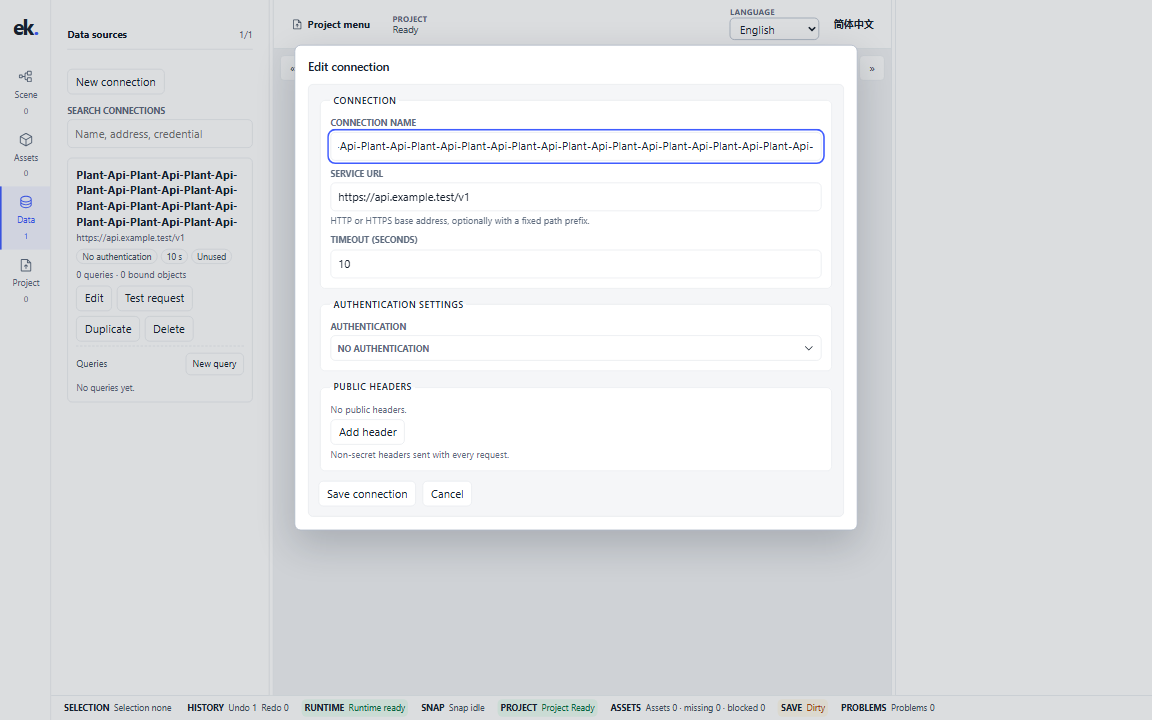 ek.
Scene
0
Assets
0
Data
1
Project
0
Data sources
1/1
New connection
SEARCH CONNECTIONS
Name, address, credential
Plant-Api-Plant-Api-Plant-Api-
Plant-Api-Plant-Api-Plant-Api-
Plant-Api-Plant-Api-Plant-Api-
Plant-Api-Plant-Api-Plant-Api-
https://api.example.test/v1
No authentication
10 s
Unused
0 queries · 0 bound objects
Edit
Test request
Duplicate
Delete
Queries
New query
No queries yet.
Project menu
PROJECT
Ready
LANGUAGE
English
简体中文
«
»
Edit connection
CONNECTION
CONNECTION NAME
-Api-Plant-Api-Plant-Api-Plant-Api-Plant-Api-Plant-Api-Plant-Api-Plant-Api-Plant-Api-Plant-Api-
SERVICE URL
https://api.example.test/v1
HTTP or HTTPS base address, optionally with a fixed path prefix.
TIMEOUT (SECONDS)
10
AUTHENTICATION SETTINGS
AUTHENTICATION
NO AUTHENTICATION
PUBLIC HEADERS
No public headers.
Add header
Non-secret headers sent with every request.
Save connection
Cancel
SELECTION Selection none
HISTORY Undo 1 Redo 0
RUNTIME Runtime ready
SNAP Snap idle
PROJECT Project Ready
ASSETS Assets 0 · missing 0 · blocked 0
SAVE Dirty
PROBLEMS Problems 0